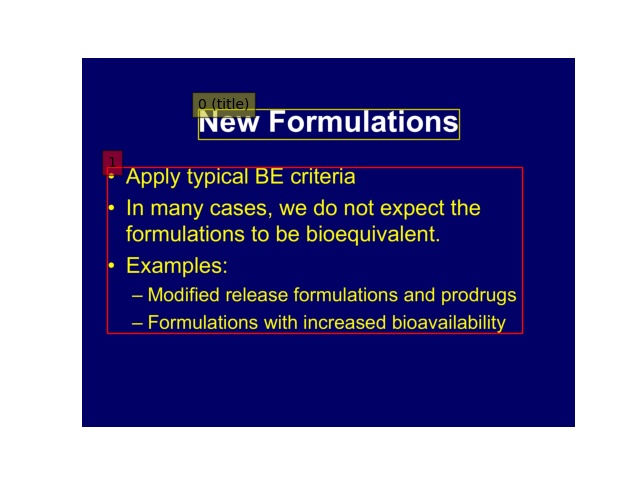 0 (title)
New Formulations
1
• Apply typical BE criteria
• In many cases, we do not expect the
formulations to be bioequivalent.
• Examples:
– Modified release formulations and prodrugs
– Formulations with increased bioavailability